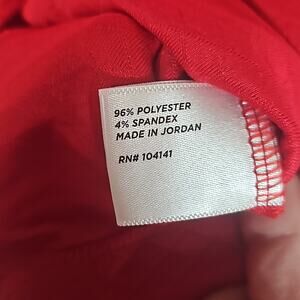 96% POLYESTER
4% SPANDEX
MADE IN JORDAN
RN# 104141